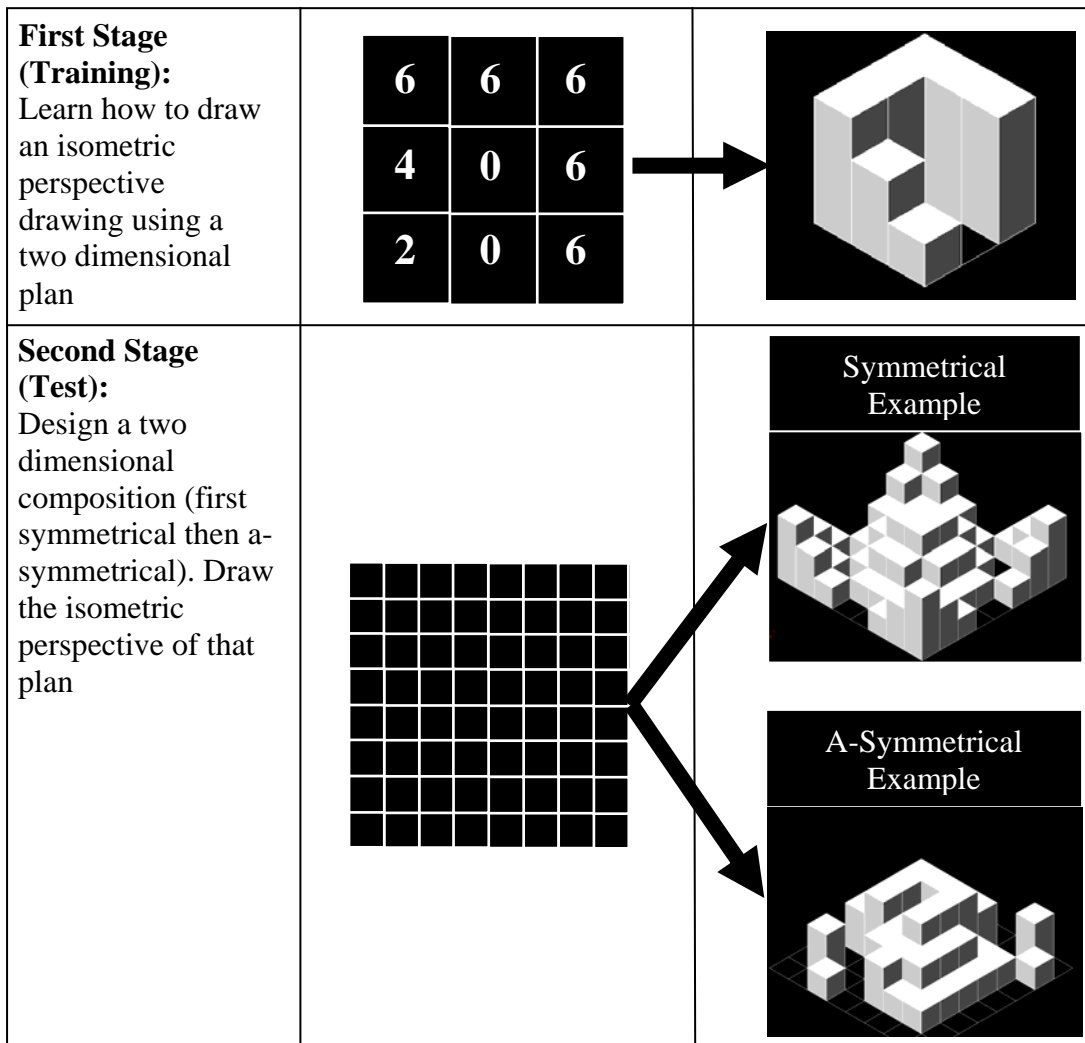 First Stage
(Training):
Learn how to draw
an isometric
perspective
drawing using a
two dimensional
plan
6 6 6
4 0 6
2 0 6
Second Stage
(Test):
Design a two
dimensional
composition (first
symmetrical then a-
symmetrical). Draw
the isometric
perspective of that
plan
Symmetrical
Example
A-Symmetrical
Example